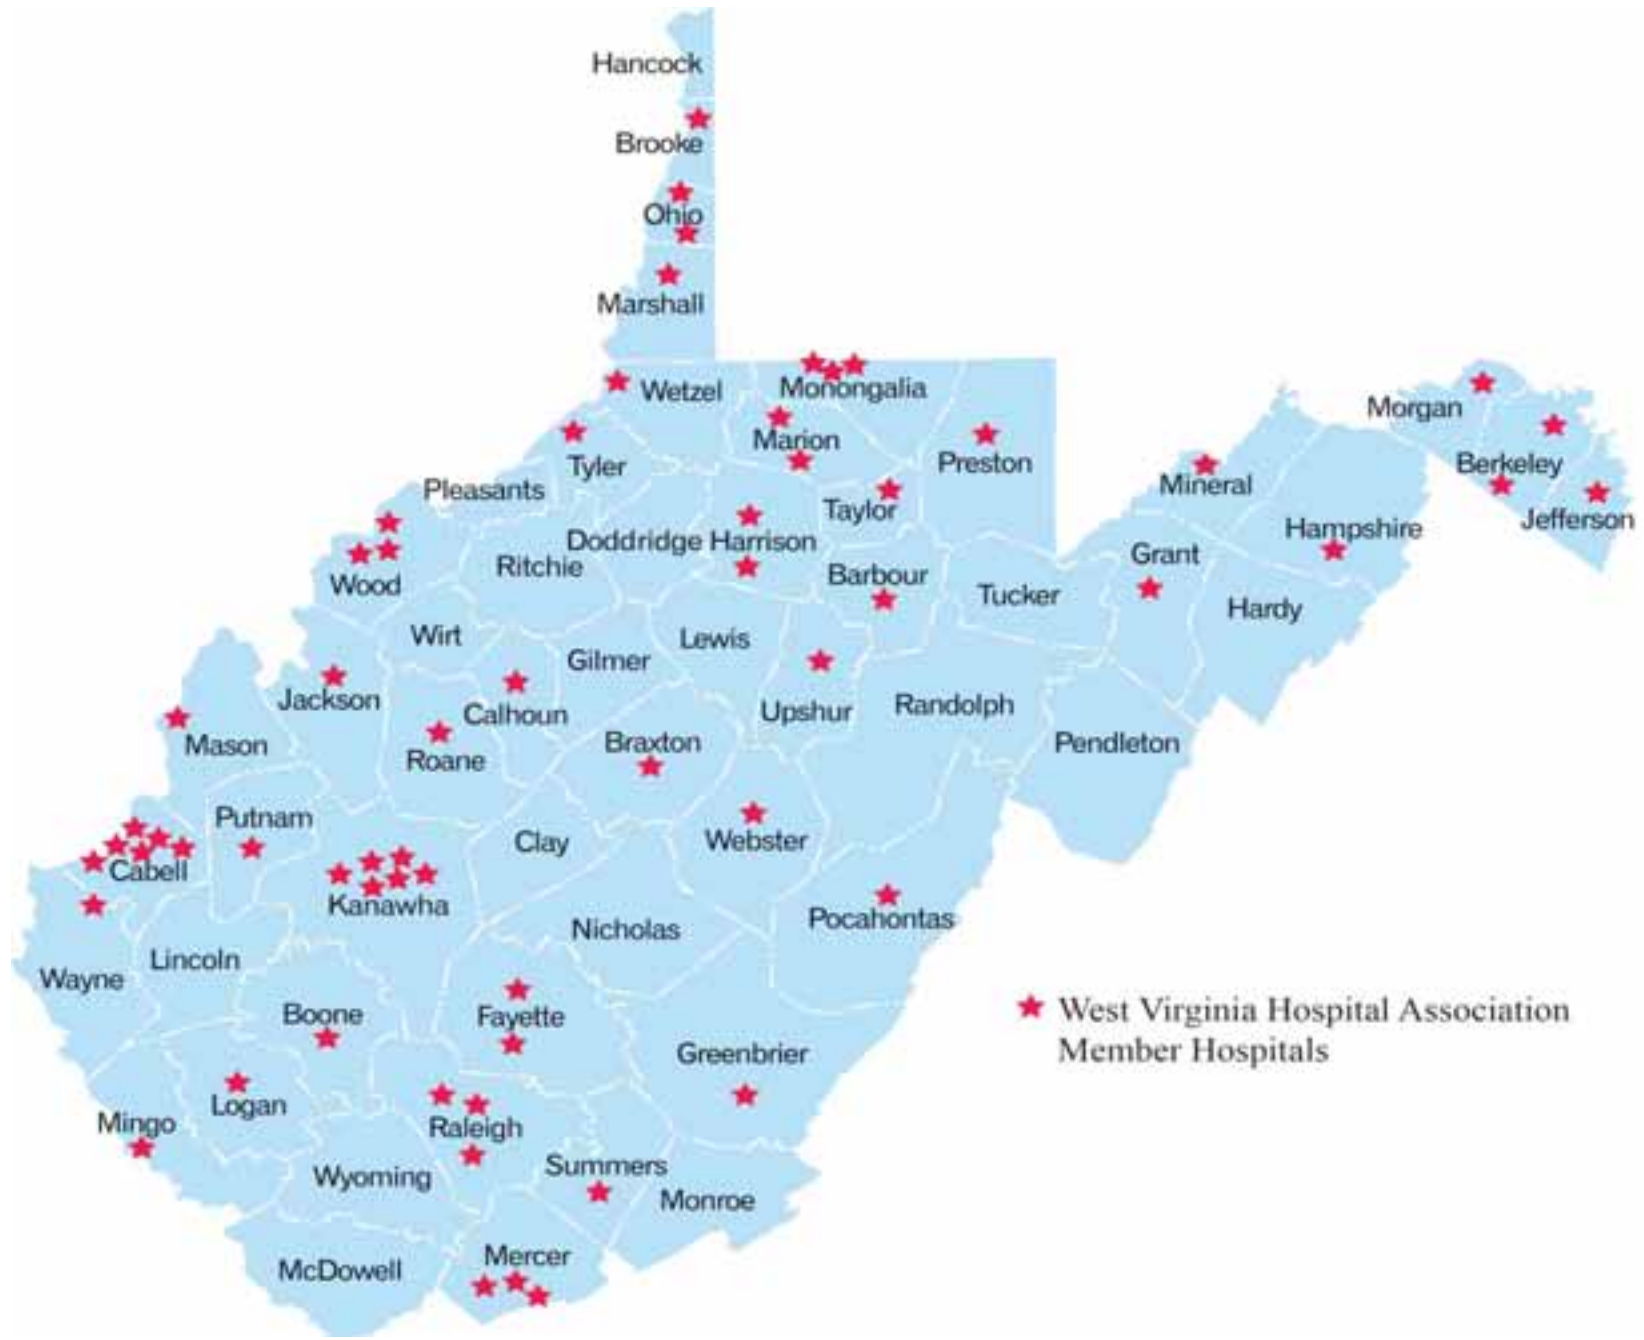 Hancock
Brooke
Ohio
Marshall
Wetzel
Monongalia
Morgan
Marion
Tyler
Preston
Berkeley
Pleasants
Mineral
Taylor
Jefferson
Hampshire
Doddridge Harrison
Grant
Ritchie
Barbour
Wood
Tucker
Hardy
Wirt
Lewis
Gilmer
Jackson
Calhoun
Upshur
Randolph
Mason
Braxton
Pendleton
Roane
Putnam
Clay
Webster
Cabell
Kanawha
Pocahontas
Nicholas
Lincoln
Wayne
Boone
Fayette
West Virginia Hospital Association
Member Hospitals
Greenbrier
Logan
Mingo
Raleigh
Summers
Wyoming
Monroe
Mercer
McDowell